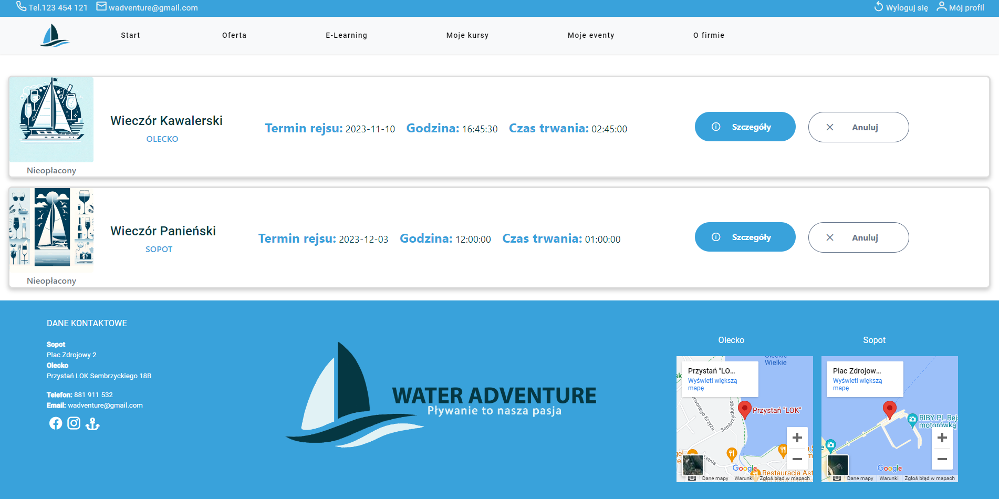 Tel.123 454 121 wadventure@gmail.com Wyloguj się Mój profil
Start Oferta E-Learning Moje kursy Moje eventy O firmie
Wieczór Kawalerski
OLECKO
Termin rejsu: 2023-11-10 Godzina: 16:45:30 Czas trwania: 02:45:00
Szczegóły Anuluj
Nieopłacony
Wieczór Panieński
SOPOT
Termin rejsu: 2023-12-03 Godzina: 12:00:00 Czas trwania: 01:00:00
Szczegóły Anuluj
Nieopłacony
DANE KONTAKTOWE
Sopot
Plac Zdrojowy 2
Olecko
Przystań LOK Sembrzyckiego 18B
Telefon: 881 911 532
Email: wadventure@gmail.com
WATER ADVENTURE
Pływanie to nasza pasja
Olecko
Wielkie
Przystań "LO...
Wyświetl większą
mapę
Przystań "LOK"
Sembrzyckiego
Letnia
Google
Restauracja Ast
Dane mapy Warunki Zgłoś błąd w mapach
Sopot
Plac Zdrojow...
Wyświetl większą
mapę
RIBY.PL Rej
motorówką
Google
Dane mapy Warunki Zgłoś błąd w mapach